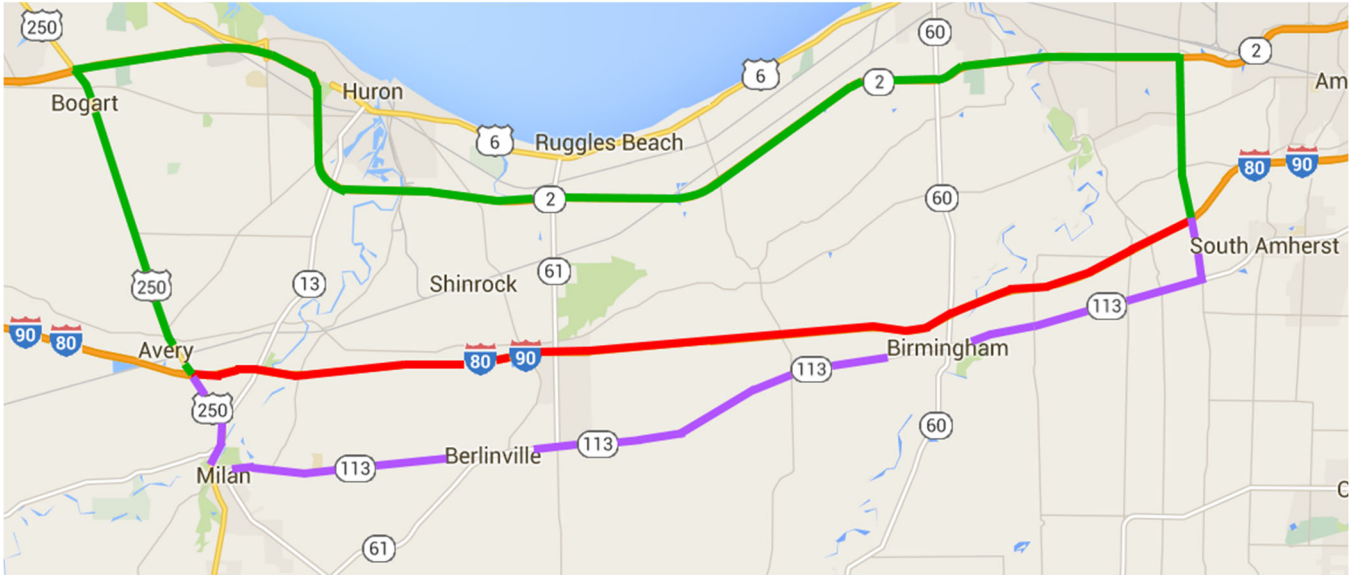 250
60
2
6
Am
Bogart
Huron
2
6
Ruggles Beach
80
90
2
60
250
13
Shinrock
61
South Amherst
113
90
80
Avery
80
90
Birmingham
113
250
60
113
Berlinville
113
Milan
C
61